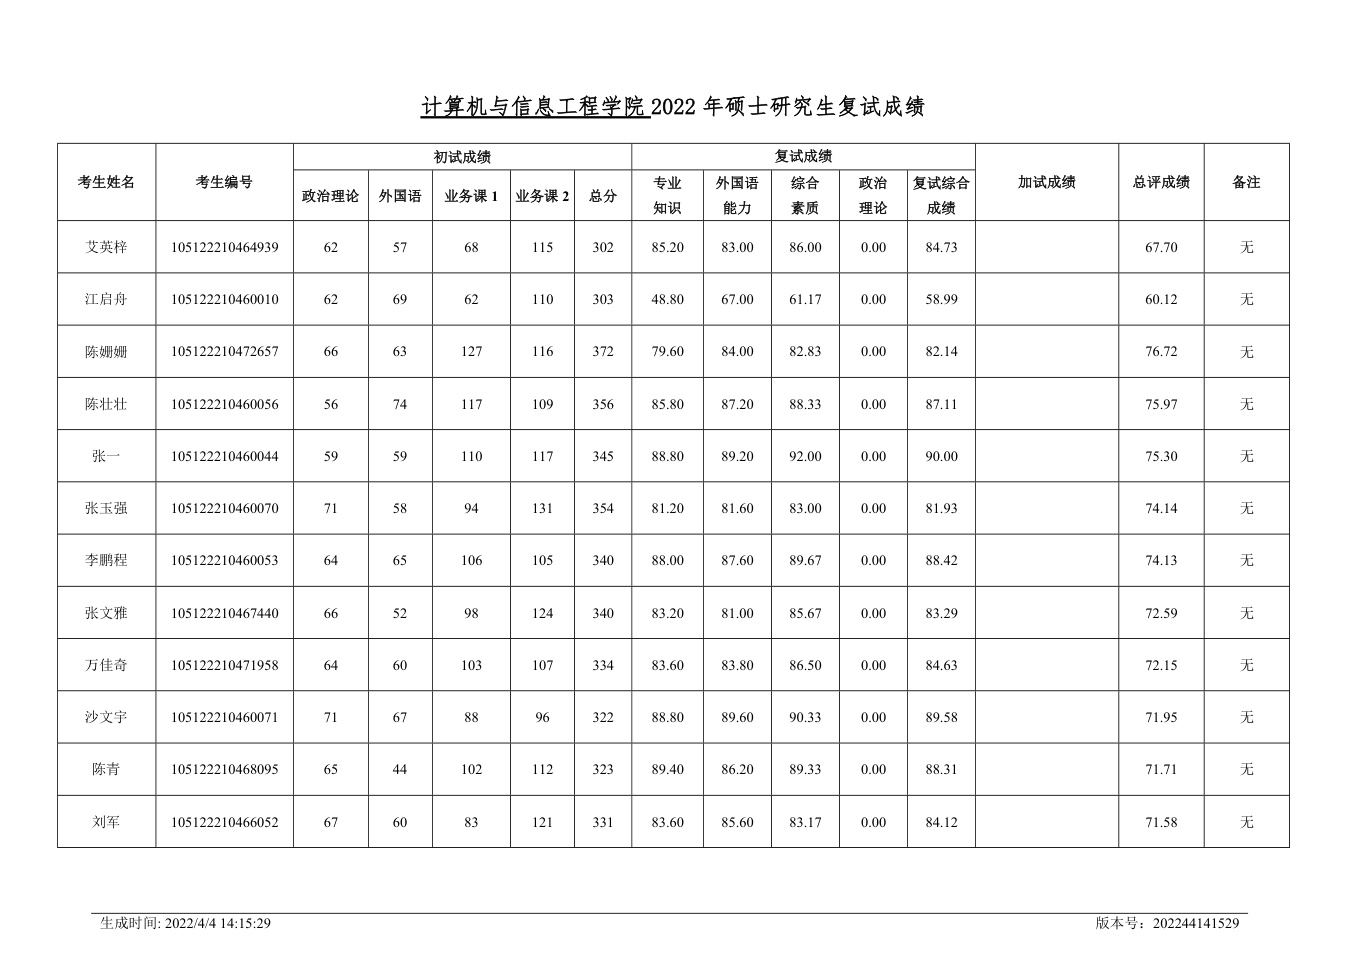 计算机与信息工程学院 2022 年硕士研究生复试成绩
考生姓名 考生编号 初试成绩 复试成绩 加试成绩 总评成绩 备注
政治理论 外国语 业务课 1 业务课 2 总分 专业知识 外国语能力 综合素质 政治理论 复试综合成绩
艾英梓 105122210464939 62 57 68 115 302 85.20 83.00 86.00 0.00 84.73 67.70 无
江启舟 105122210460010 62 69 62 110 303 48.80 67.00 61.17 0.00 58.99 60.12 无
陈姗姗 105122210472657 66 63 127 116 372 79.60 84.00 82.83 0.00 82.14 76.72 无
陈壮壮 105122210460056 56 74 117 109 356 85.80 87.20 88.33 0.00 87.11 75.97 无
张一 105122210460044 59 59 110 117 345 88.80 89.20 92.00 0.00 90.00 75.30 无
张玉强 105122210460070 71 58 94 131 354 81.20 81.60 83.00 0.00 81.93 74.14 无
李鹏程 105122210460053 64 65 106 105 340 88.00 87.60 89.67 0.00 88.42 74.13 无
张文雅 105122210467440 66 52 98 124 340 83.20 81.00 85.67 0.00 83.29 72.59 无
万佳奇 105122210471958 64 60 103 107 334 83.60 83.80 86.50 0.00 84.63 72.15 无
沙文宇 105122210460071 71 67 88 96 322 88.80 89.60 90.33 0.00 89.58 71.95 无
陈青 105122210468095 65 44 102 112 323 89.40 86.20 89.33 0.00 88.31 71.71 无
刘军 105122210466052 67 60 83 121 331 83.60 85.60 83.17 0.00 84.12 71.58 无
生成时间: 2022/4/4 14:15:29 版本号：202244141529